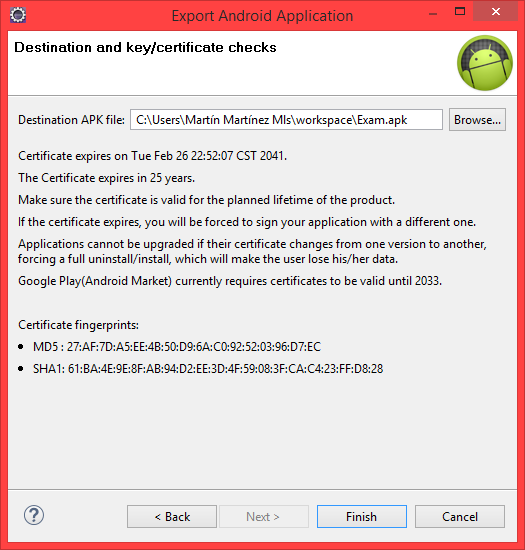 Export Android Application
Destination and key/certificate checks
Destination APK file: C:\Users\Martín Martínez Mls\workspace\Exam.apk Browse...
Certificate expires on Tue Feb 26 22:52:07 CST 2041.
The Certificate expires in 25 years.
Make sure the certificate is valid for the planned lifetime of the product.
If the certificate expires, you will be forced to sign your application with a different one.
Applications cannot be upgraded if their certificate changes from one version to another,
forcing a full uninstall/install, which will make the user lose his/her data.
Google Play(Android Market) currently requires certificates to be valid until 2033.
Certificate fingerprints:
MD5 : 27:AF:7D:A5:EE:4B:50:D9:6A:C0:92:52:03:96:D7:EC
SHA1: 61:BA:4E:9E:8F:AB:94:D2:EE:3D:4F:59:08:3F:CA:C4:23:FF:D8:28
? < Back Next > Finish Cancel